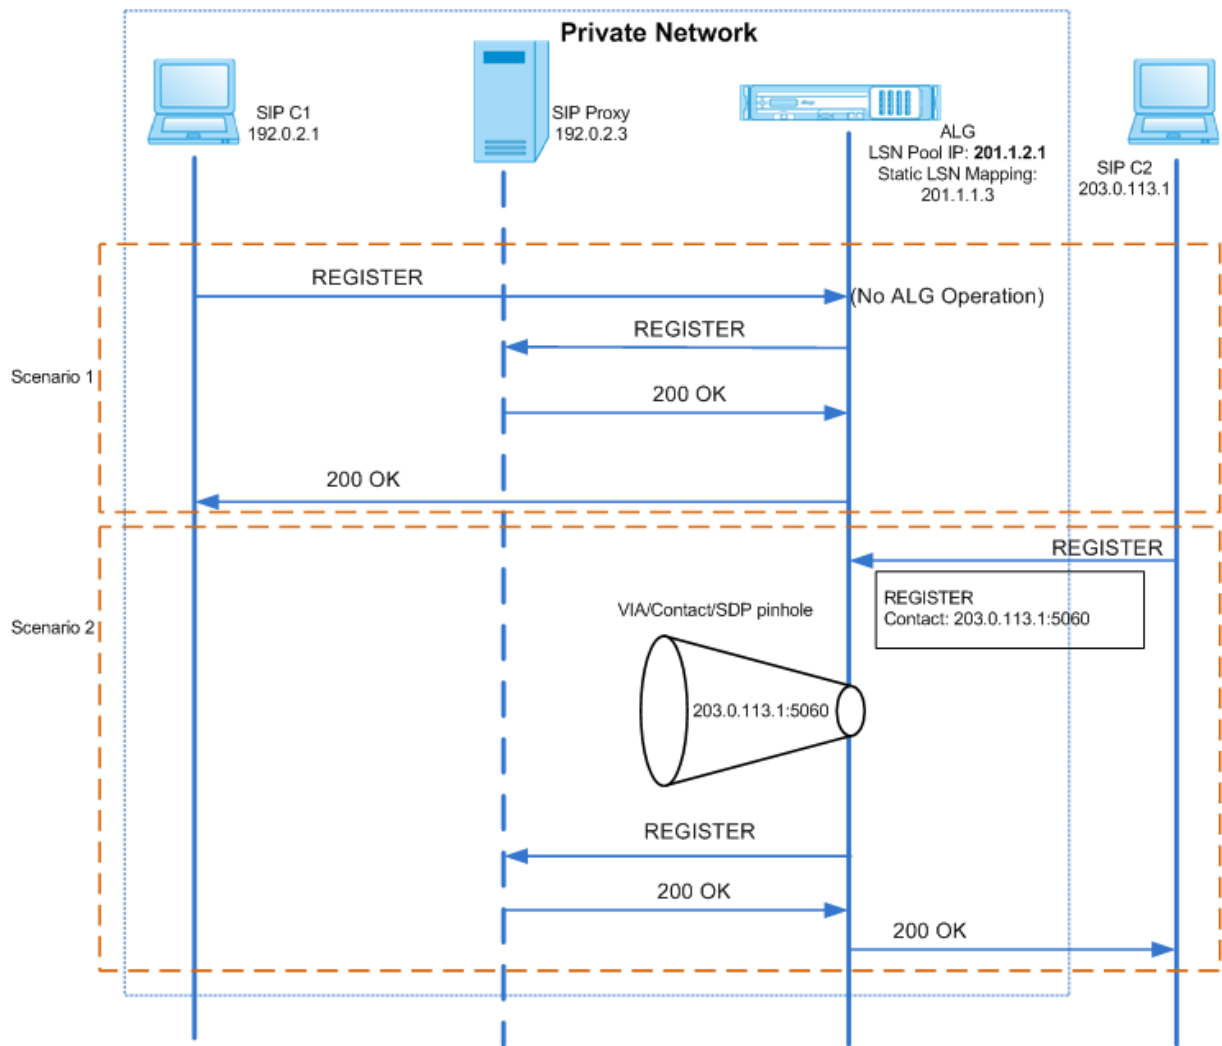 Private Network
SIP C1
192.0.2.1
SIP Proxy
192.0.2.3
ALG
LSN Pool IP: 201.1.2.1
Static LSN Mapping:
201.1.1.3
SIP C2
203.0.113.1
REGISTER
(No ALG Operation)
REGISTER
Scenario 1
200 OK
200 OK
REGISTER
REGISTER
Contact: 203.0.113.1:5060
VIA/Contact/SDP pinhole
Scenario 2
203.0.113.1:5060
REGISTER
200 OK
200 OK